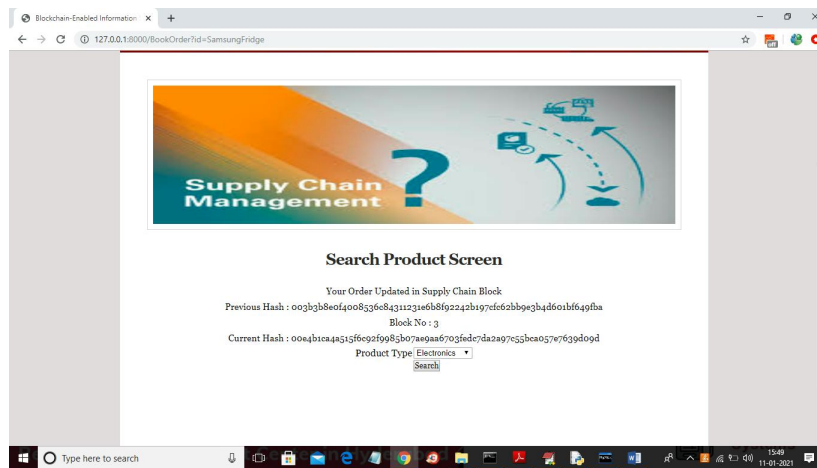 Blockchain-Enabled Information
127.0.0.1:8000/BookOrder?id=SamsungFridge
off
Supply Chain
Management
?
Search Product Screen
Your Order Updated in Supply Chain Block
Previous Hash : 003b3b8e0f4008536c84311231e6b8f92242b197cfc62bb9e3b4d601bf649fba
Block No : 3
Current Hash : 00e4b1ca4a515f6c92f9985b07ae9aa6703fedc7da2a97c55bca057e7639d09d
Product Type Electronics
Search
Type here to search
15:49
11-01-2021